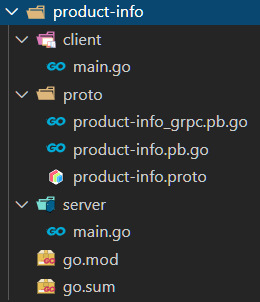 product-info
client
main.go
proto
product-info_grpc.pb.go
product-info.pb.go
product-info.proto
server
main.go
go.mod
go.sum